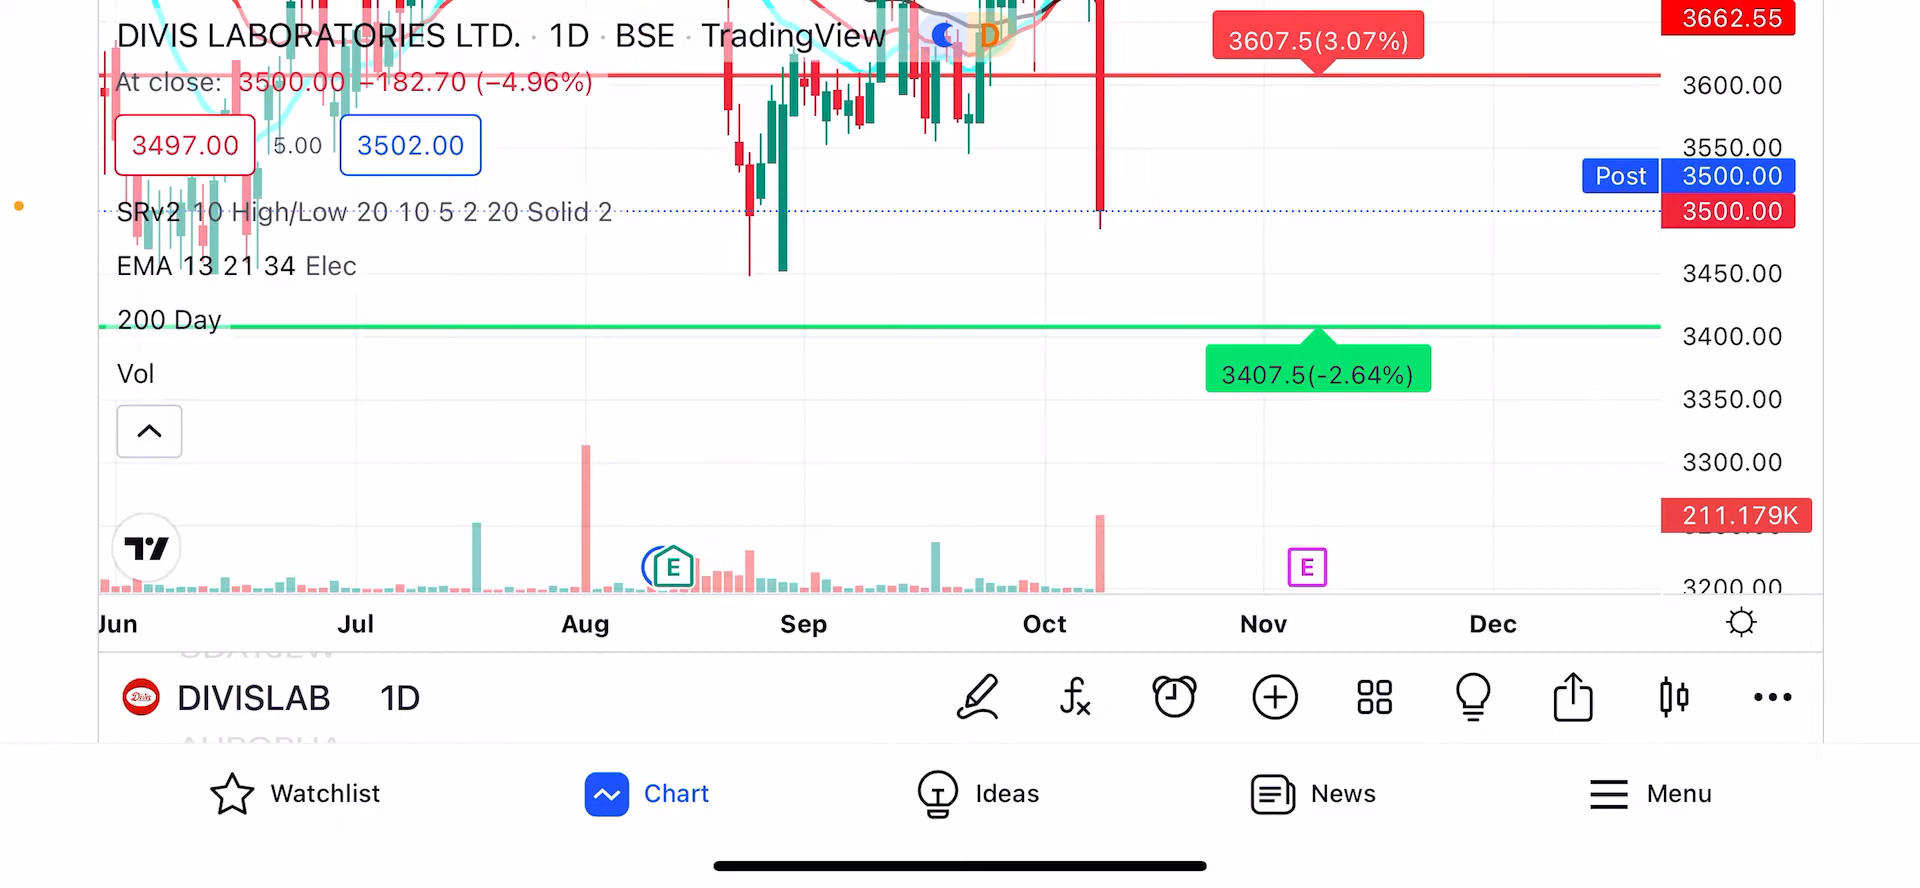 DIVIS LABORATORIES LTD. · 1D · BSE · TradingView D
At close: 3500.00 −182.70 (−4.96%)
3497.00 5.00 3502.00
SRv2 10 High/Low 20 10 5 2 20 Solid 2
EMA 13 21 34 Elec
200 Day
Vol
3607.5(3.07%)
3407.5(-2.64%)
3662.55
3600.00
3550.00
Post 3500.00
3500.00
3450.00
3400.00
3350.00
3300.00
211.179K
3200.00
E
E
Jun Jul Aug Sep Oct Nov Dec
DIVISLAB 1D
Watchlist Chart Ideas News Menu